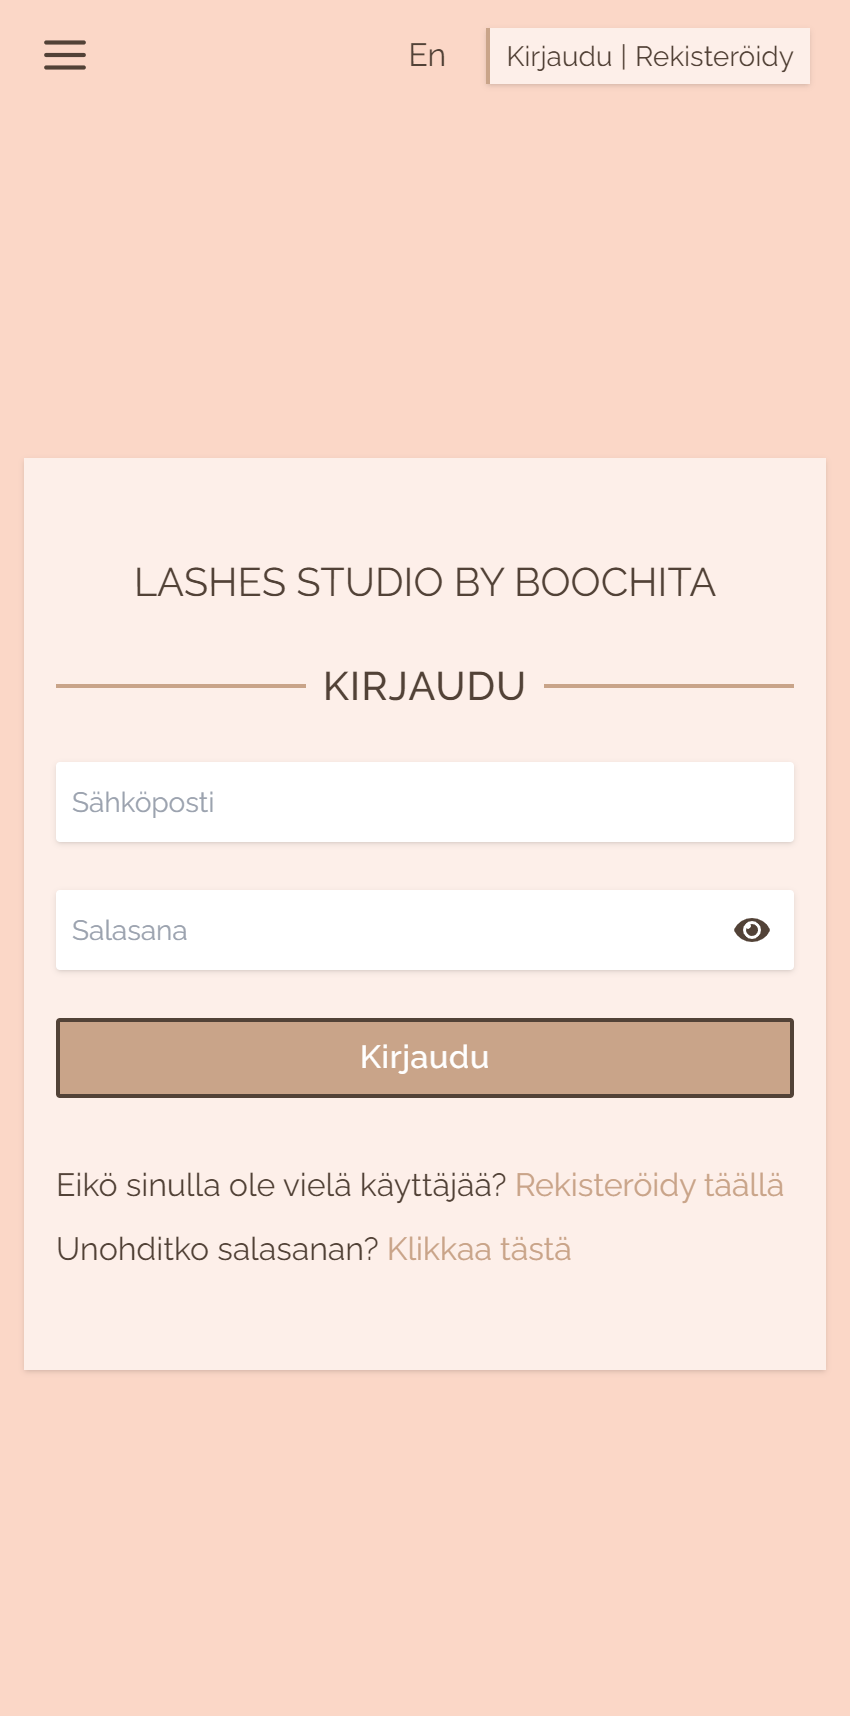 En
Kirjaudu | Rekisteröidy
LASHES STUDIO BY BOOCHITA
KIRJAUDU
Sähköposti
Salasana
Kirjaudu
Eikö sinulla ole vielä käyttäjää? Rekisteröidy täällä
Unohditko salasanan? Klikkaa tästä